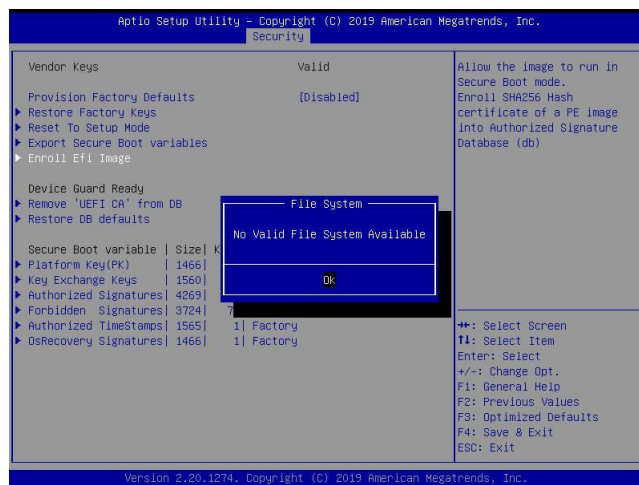 Aptio Setup Utility – Copyright (C) 2019 American Megatrends, Inc.
Security
Vendor Keys Valid
Provision Factory Defaults [Disabled]
Restore Factory Keys
Reset To Setup Mode
Export Secure Boot variables
Enroll Efi Image
Device Guard Ready
Remove 'UEFI CA' from DB
Restore DB defaults
Secure Boot variable | Size| K
Platform Key(PK) | 1466|
Key Exchange Keys | 1560|
Authorized Signatures| 4269|
Forbidden Signatures| 3724| 7
Authorized TimeStamps| 1565| 1| Factory
OsRecovery Signatures| 1466| 1| Factory
File System
No Valid File System Available
Ok
Allow the image to run in
Secure Boot mode.
Enroll SHA256 Hash
certificate of a PE image
into Authorized Signature
Database (db)
→←: Select Screen
↑↓: Select Item
Enter: Select
+/-: Change Opt.
F1: General Help
F2: Previous Values
F3: Optimized Defaults
F4: Save & Exit
ESC: Exit
Version 2.20.1274. Copyright (C) 2019 American Megatrends, Inc.